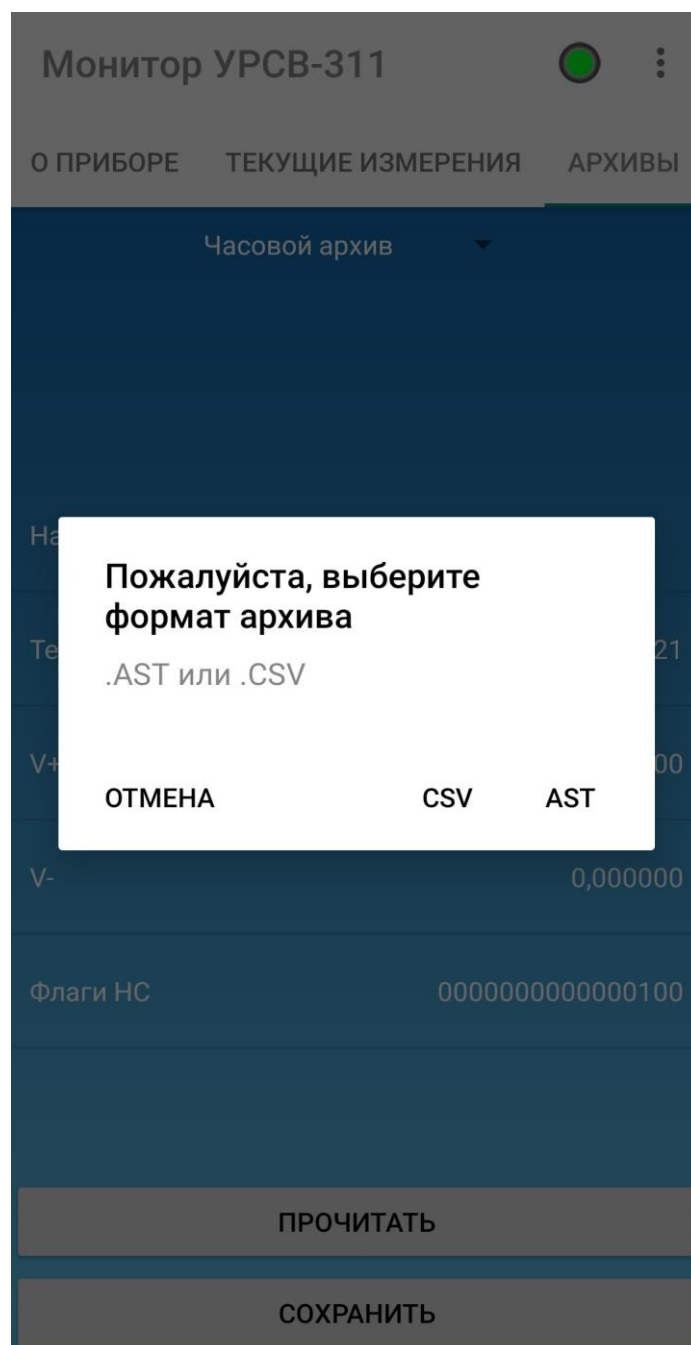 Монитор УРСВ-311
О ПРИБОРЕ ТЕКУЩИЕ ИЗМЕРЕНИЯ АРХИВЫ
Часовой архив
Пожалуйста, выберите
формат архива
.AST или .CSV
ОТМЕНА CSV AST
V-
0,000000
Флаги НС 0000000000000100
ПРОЧИТАТЬ
СОХРАНИТЬ